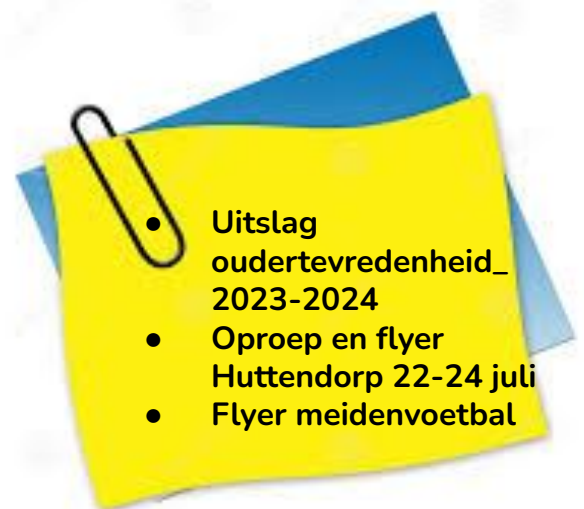 ● Uitslag
oudertevredenheid_
2023-2024
● Oproep en flyer
Huttendorp 22-24 juli
● Flyer meidenvoetbal